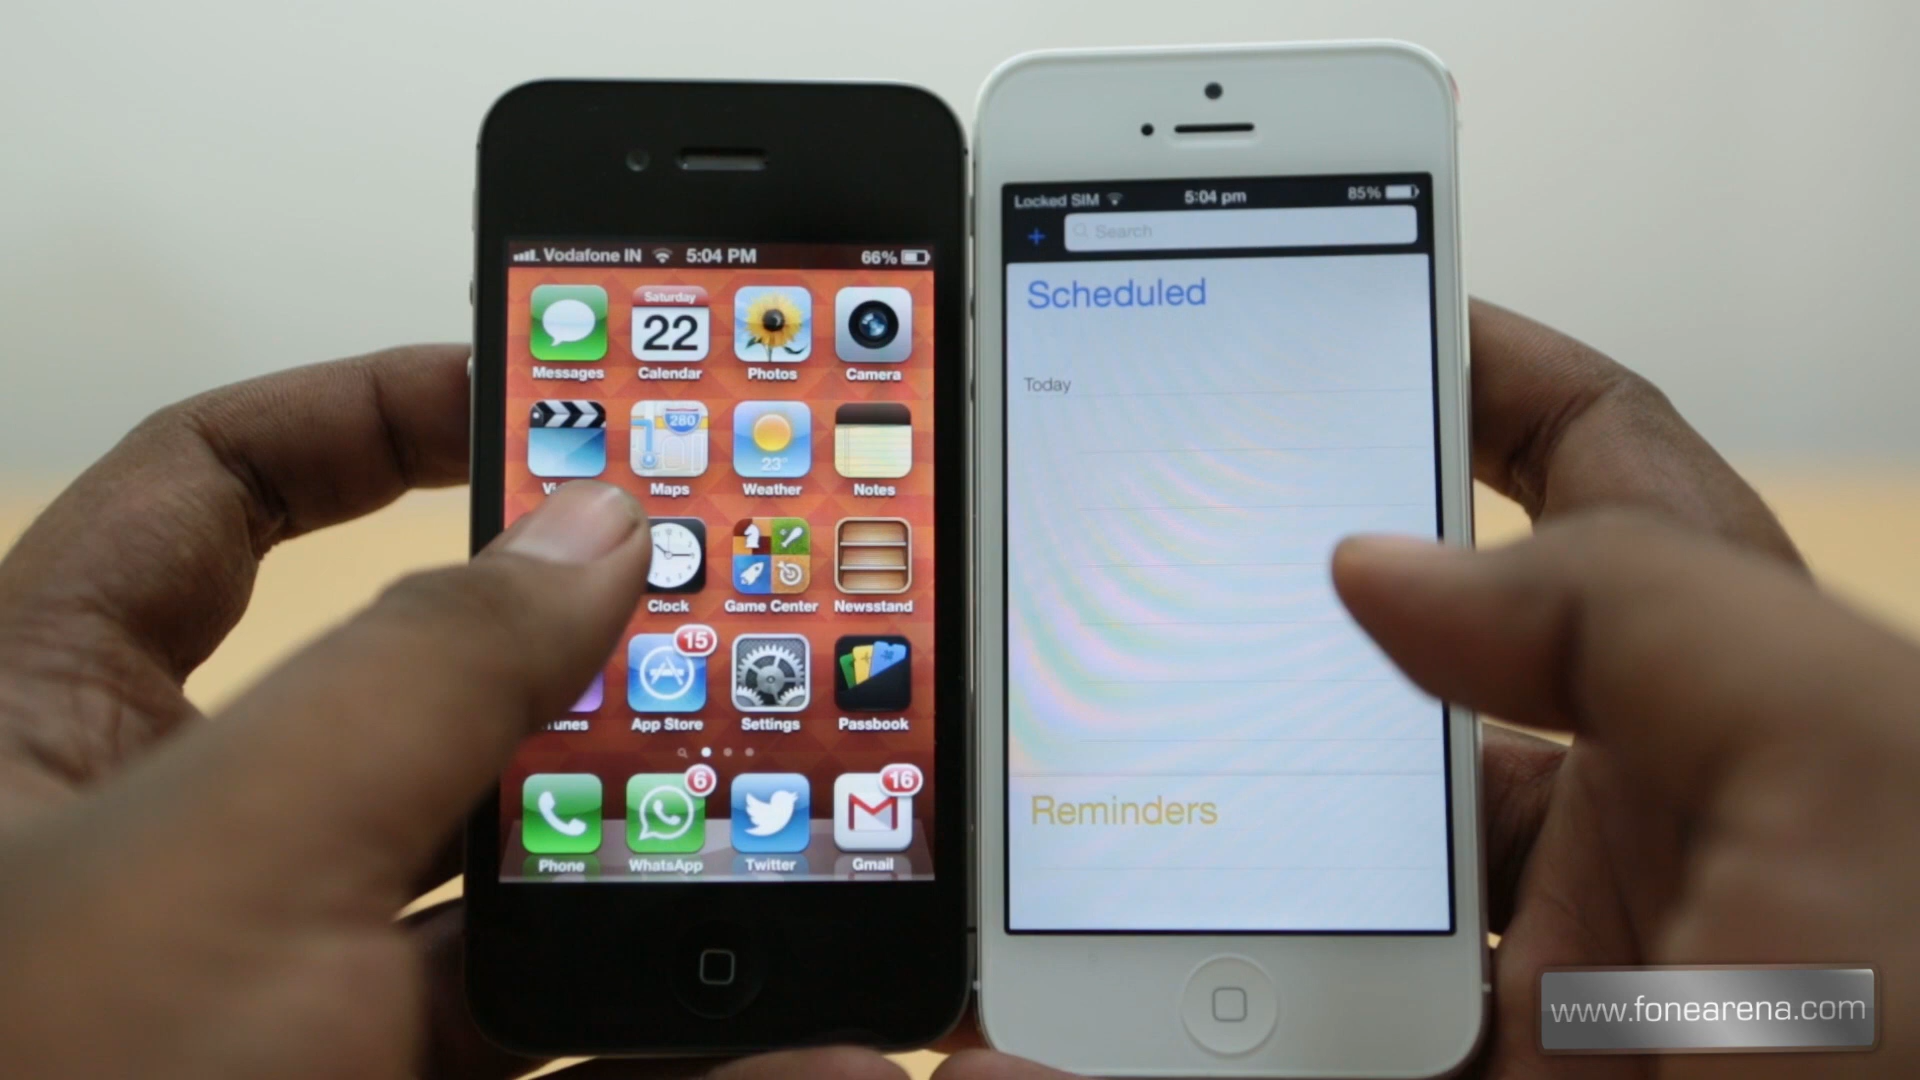 Vodafone IN 5:04 PM 66%
Saturday
22
Messages Calendar Photos Camera
280
23°
Maps Weather Notes
Clock Game Center Newsstand
15
App Store Settings Passbook
6 16
Phone WhatsApp Twitter Gmail
Locked SIM 5:04 pm 85%
+ Search
Scheduled
Today
Reminders
www.fonearena.com